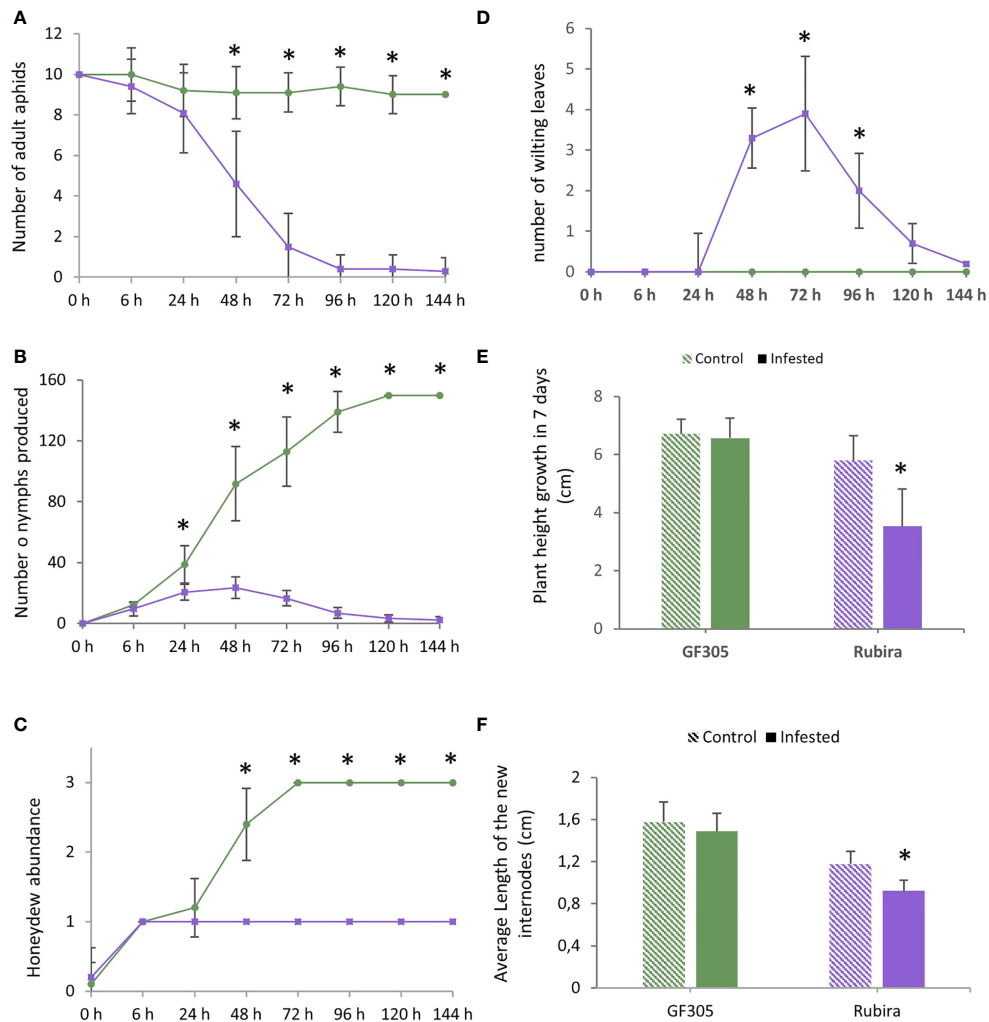 A
Number of adult aphids
12
10
8
6
4
2
0
* * * * *
0 h 6 h 24 h 48 h 72 h 96 h 120 h 144 h
B
Number o nymphs produced
160
120
80
40
0
* * * * * *
0 h 6 h 24 h 48 h 72 h 96 h 120 h 144 h
C
Honeydew abundance
3
2
1
0
* * * * *
0 h 6 h 24 h 48 h 72 h 96 h 120 h 144 h
D
number of wilting leaves
6
5
4
3
2
1
0
* * *
0 h 6 h 24 h 48 h 72 h 96 h 120 h 144 h
E
Control Infested
Plant height growth in 7 days
(cm)
8
6
4
2
0
*
GF305 Rubira
F
Control Infested
Average Length of the new
internodes (cm)
2
1,6
1,2
0,8
0,4
0
*
GF305 Rubira